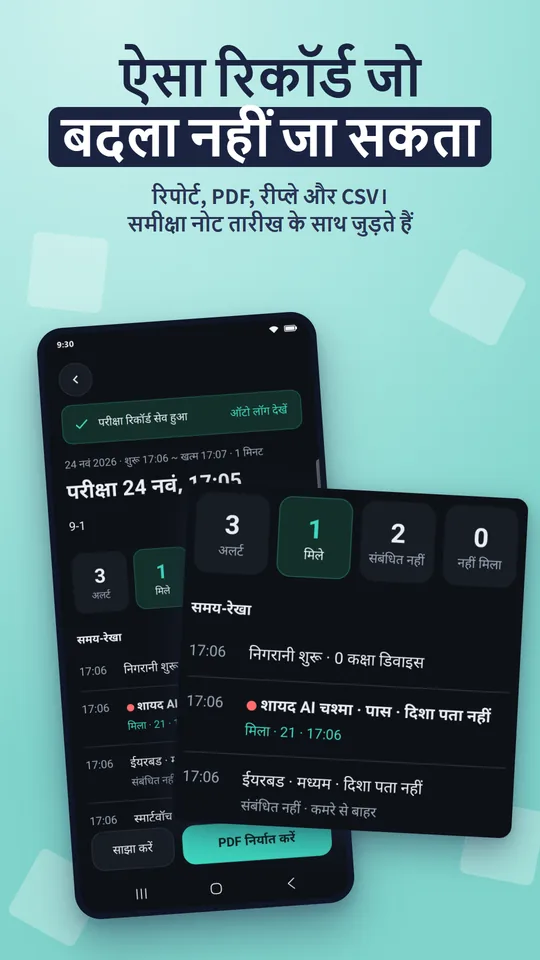 ऐसा रिकॉर्ड जो
बदला नहीं जा सकता
रिपोर्ट, PDF, रीप्ले और CSV।
समीक्षा नोट तारीख के साथ जुड़ते हैं
9:30
परीक्षा रिकॉर्ड सेव हुआ
ऑटो लॉग देखें
24 नवं 2026 · शुरू 17:06 ~ खत्म 17:07 · 1 मिनट
परीक्षा 24 नवं, 17:05
9-1
3
अलर्ट
1
मिले
समय-रेखा
17:06 निगरानी शुरू
17:06 शायद AI
मिला · 21 ·
17:06 ईयरबड ·
संबंधित नहीं
17:06 स्मार्टवॉच
साझा करें
PDF निर्यात करें
3
अलर्ट
1
मिले
2
संबंधित नहीं
0
नहीं मिला
समय-रेखा
17:06 निगरानी शुरू · 0 कक्षा डिवाइस
17:06 शायद AI चश्मा · पास · दिशा पता नहीं
मिला · 21 · 17:06
17:06 ईयरबड · मध्यम · दिशा पता नहीं
संबंधित नहीं · कमरे से बाहर